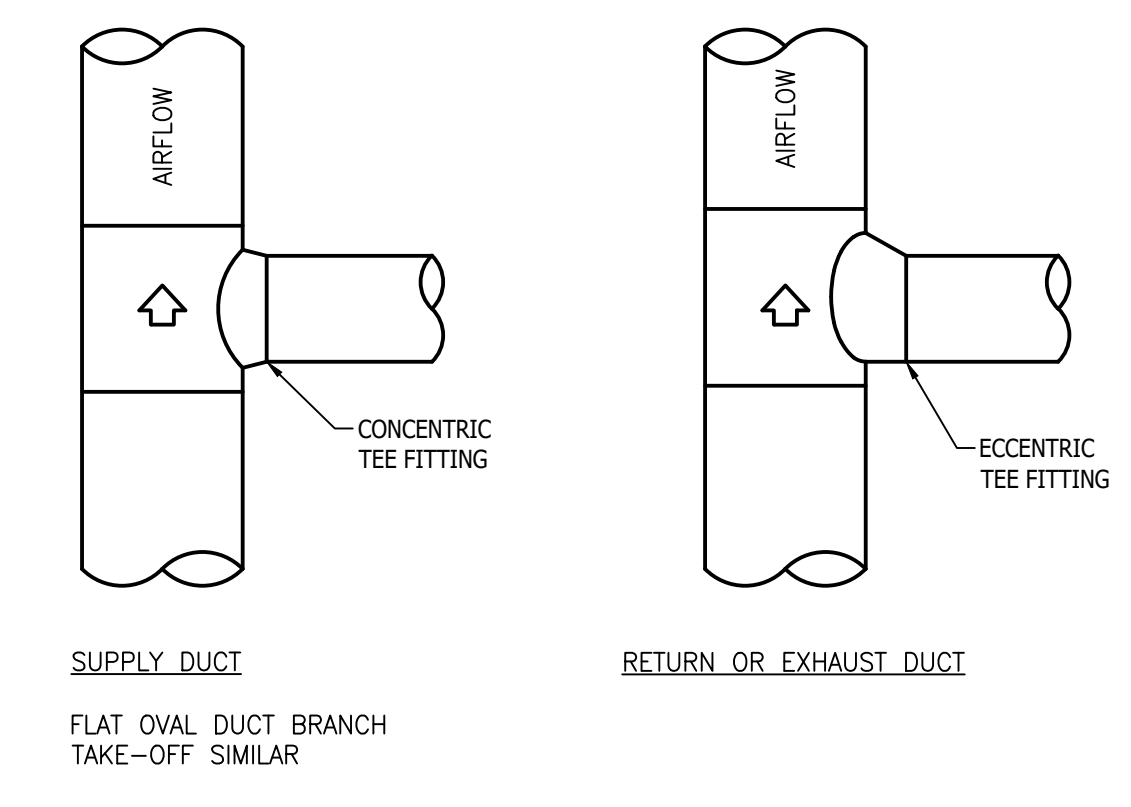 AIRFLOW
CONCENTRIC
TEE FITTING
SUPPLY DUCT
FLAT OVAL DUCT BRANCH
TAKE-OFF SIMILAR
AIRFLOW
ECCENTRIC
TEE FITTING
RETURN OR EXHAUST DUCT